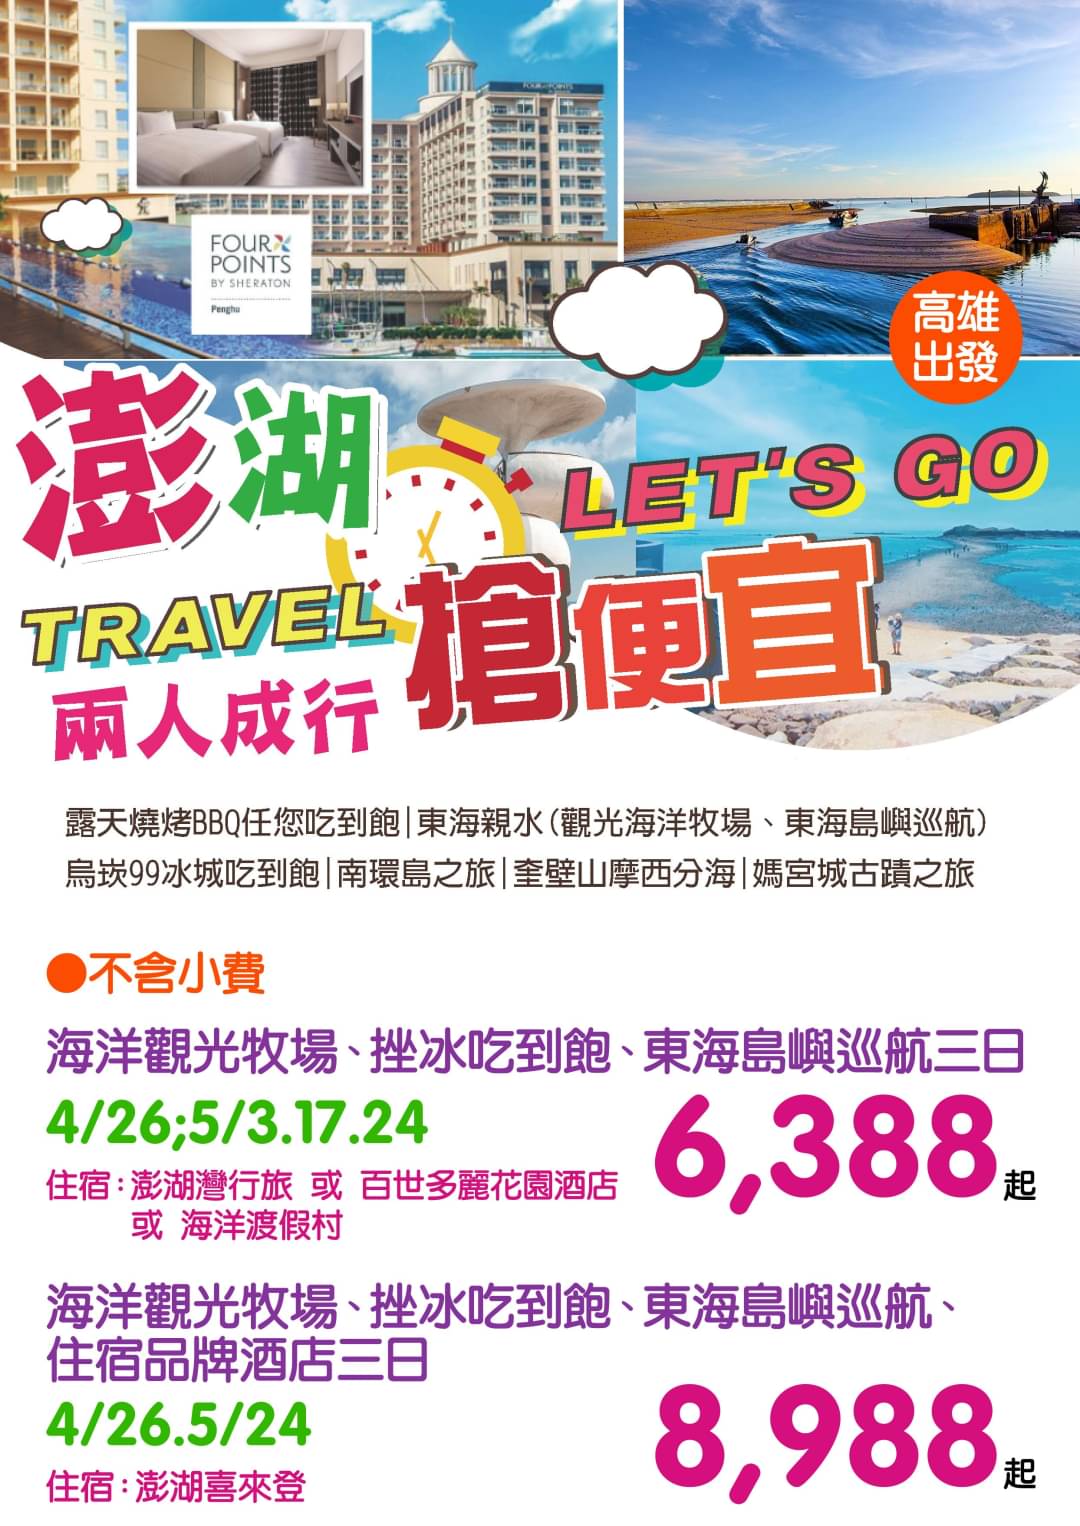 FOUR POINTS
FOUR
POINTS
BY SHERATON
Penghu
高雄
出發
澎湖
LET'S GO
TRAVEL
搶便宜
兩人成行
露天燒烤BBQ任您吃到飽|東海親水(觀光海洋牧場、東海島嶼巡航)
烏崁99冰城吃到飽|南環島之旅|奎壁山摩西分海|媽宮城古蹟之旅
●不含小費
海洋觀光牧場、挫冰吃到飽、東海島嶼巡航三日
4/26;5/3.17.24
6,388起
住宿:澎湖灣行旅 或 百世多麗花園酒店
或 海洋渡假村
海洋觀光牧場、挫冰吃到飽、東海島嶼巡航、
住宿品牌酒店三日
4/26.5/24
8,988起
住宿:澎湖喜來登